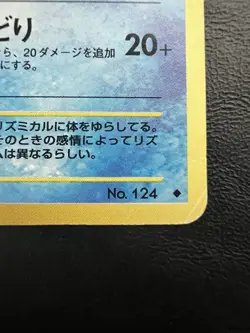 どり
ら、20ダメージを追加 20+
にする。
リズミカルに体をゆらしてる。
そのときの感情によってリズ
ムは異なるらしい。
No. 124 ◆